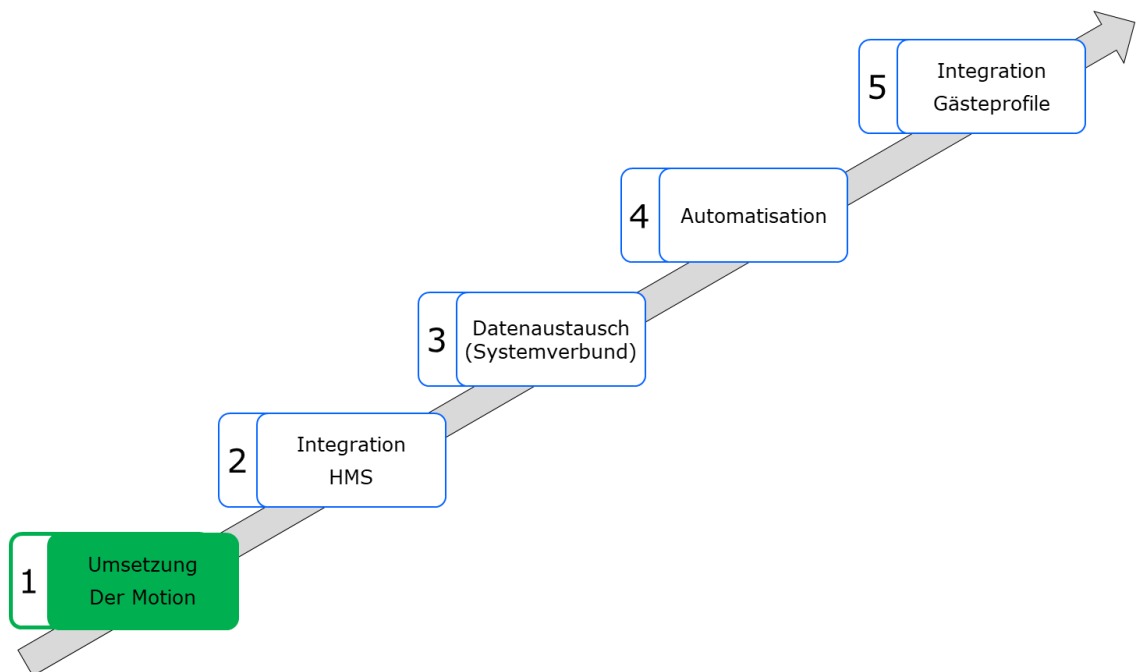 5
Integration
Gästeprofile
4
Automatisation
3
Datenaustausch
(Systemverbund)
2
Integration
HMS
1
Umsetzung
Der Motion